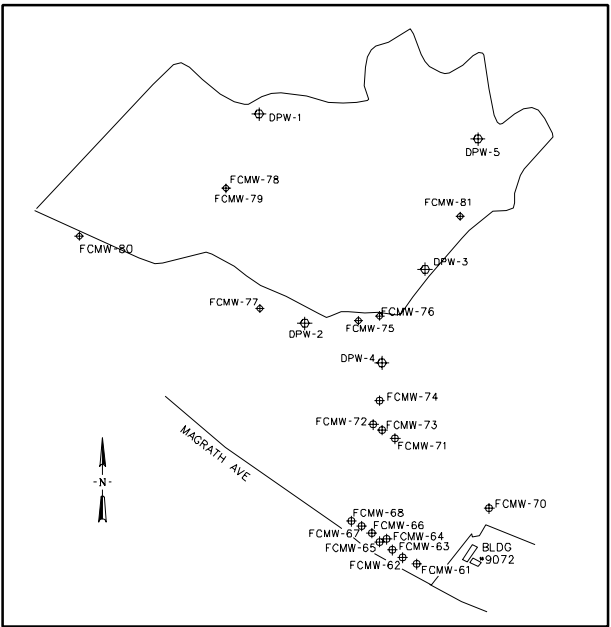 DPW-1
DPW-5
FCMW-78
FCMW-79
FCMW-81
FCMW-80
DPW-3
FCMW-77
FCMW-76
FCMW-75
DPW-2
DPW-4
FCMW-74
FCMW-72
FCMW-73
FCMW-71
MAGRATH AVE
-N-
FCMW-70
FCMW-68
FCMW-66
FCMW-67
FCMW-64
FCMW-65
FCMW-63
FCMW-62
FCMW-61
BLDG
*9072